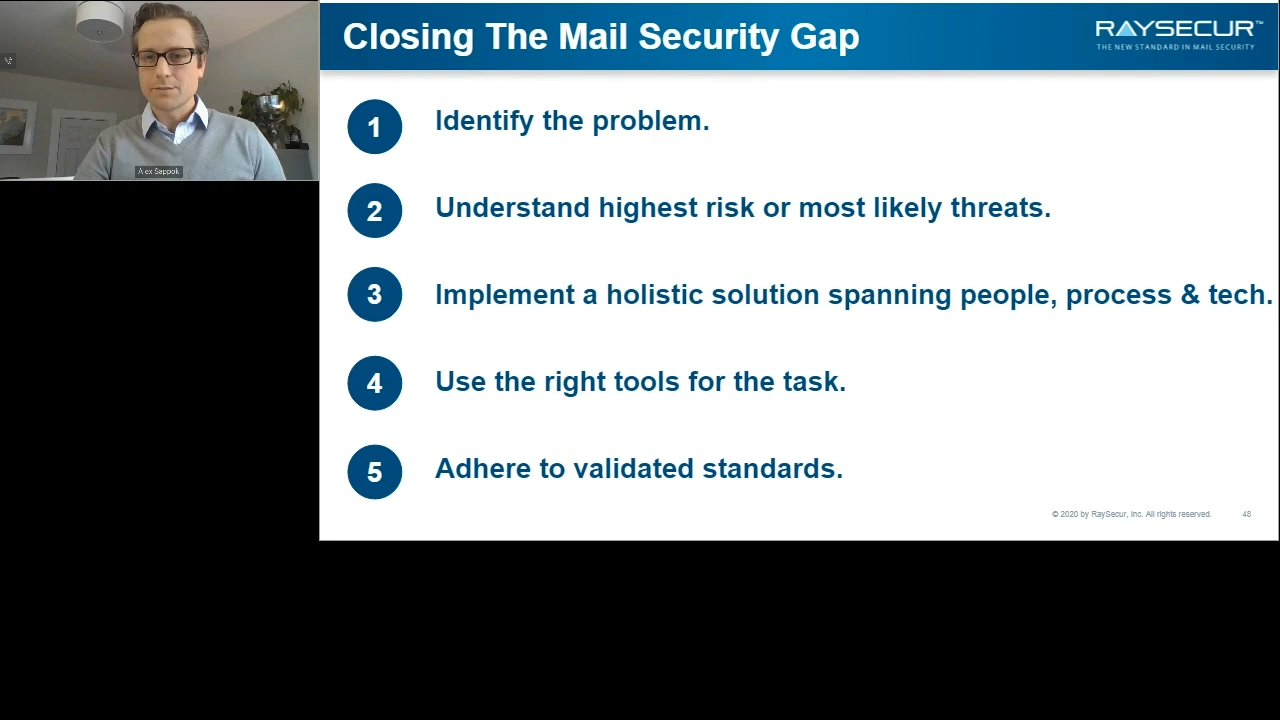 Closing The Mail Security Gap
RAYSECUR™
THE NEW STANDARD IN MAIL SECURITY
1 Identify the problem.
2 Understand highest risk or most likely threats.
3 Implement a holistic solution spanning people, process & tech.
4 Use the right tools for the task.
5 Adhere to validated standards.
© 2020 by RaySecur, Inc. All rights reserved. 48
Alex Sappok